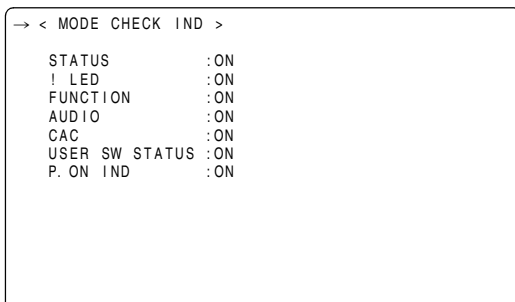 → < MODE CHECK IND >
STATUS :ON
! LED :ON
FUNCTION :ON
AUDIO :ON
CAC :ON
USER SW STATUS :ON
P. ON IND :ON